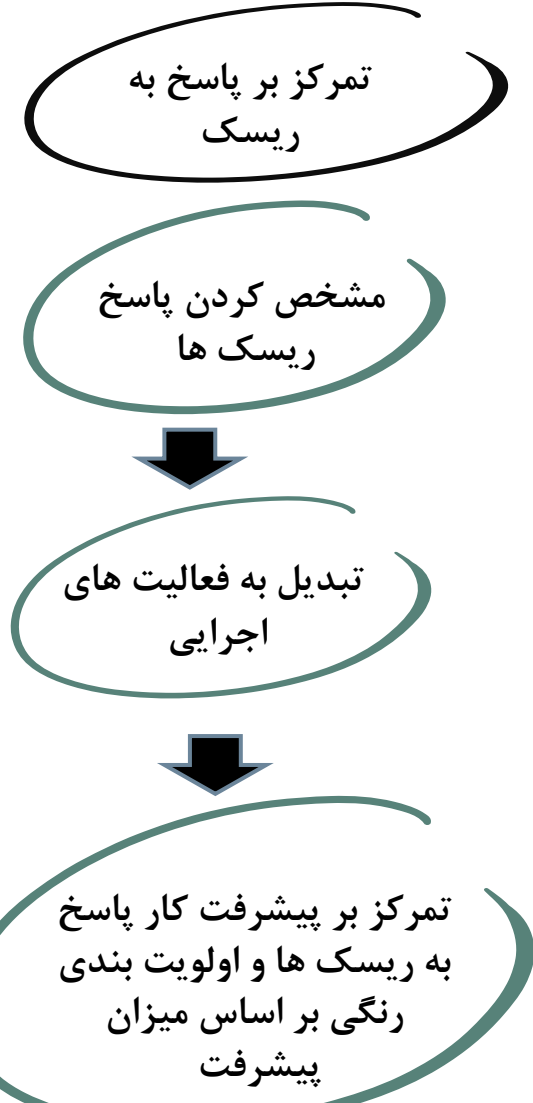 تمرکز بر پاسخ به
ریسک
مشخص کردن پاسخ
ریسک ها
تبدیل به فعالیت های
اجرایی
تمرکز بر پیشرفت کار پاسخ
به ریسک ها و اولویت بندی
رنگی بر اساس میزان
پیشرفت